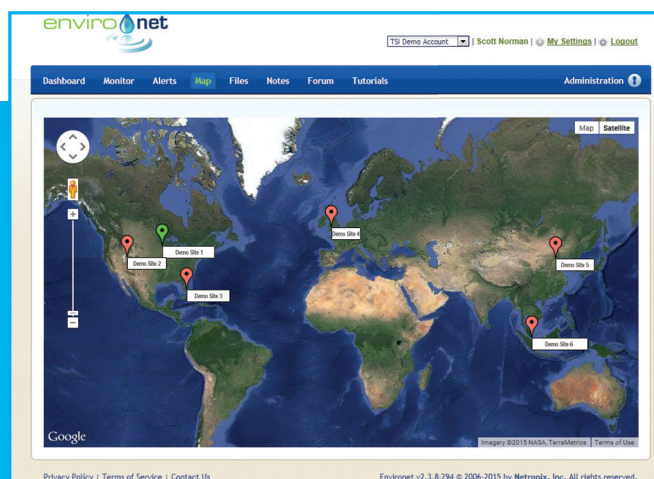 environet
TSI Demo Account | Scott Norman | My Settings | Logout
Dashboard Monitor Alerts Map Files Notes Forum Tutorials Administration
Map Satellite
Demo Site 4
Demo Site 1
Demo Site 2
Demo Site 5
Demo Site 3
Demo Site 6
Google
Imagery ©2015 NASA, TerraMetrics Terms of Use
Privacy Policy | Terms of Service | Contact Us
Environet v2.3.8-294 © 2006-2015 by Netronix, Inc. All rights reserved.